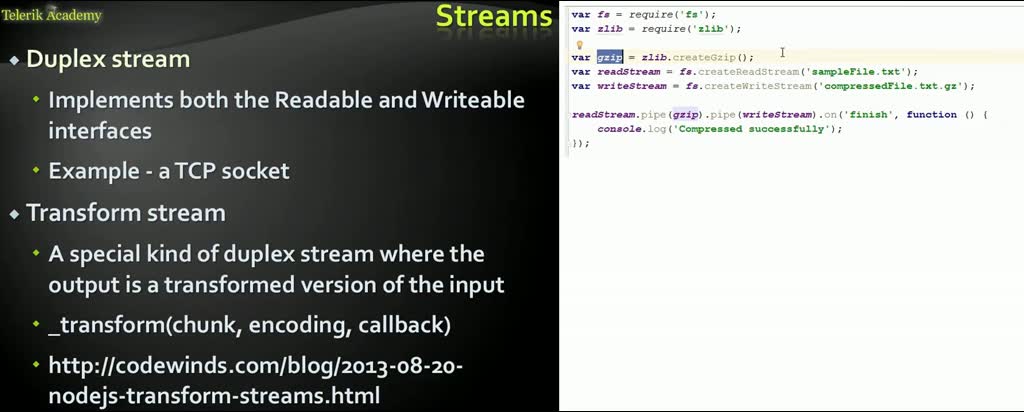 Telerik Academy
Streams
Duplex stream
Implements both the Readable and Writeable
interfaces
Example - a TCP socket
Transform stream
A special kind of duplex stream where the
output is a transformed version of the input
_transform(chunk, encoding, callback)
http://codewinds.com/blog/2013-08-20-
nodejs-transform-streams.html
var fs = require('fs');
var zlib = require('zlib');
var gzip = zlib.createGzip();
var readStream = fs.createReadStream('sampleFile.txt');
var writeStream = fs.createWriteStream('compressedFile.txt.gz');
readStream.pipe(gzip).pipe(writeStream).on('finish', function () {
console.log('Compressed successfully');
});